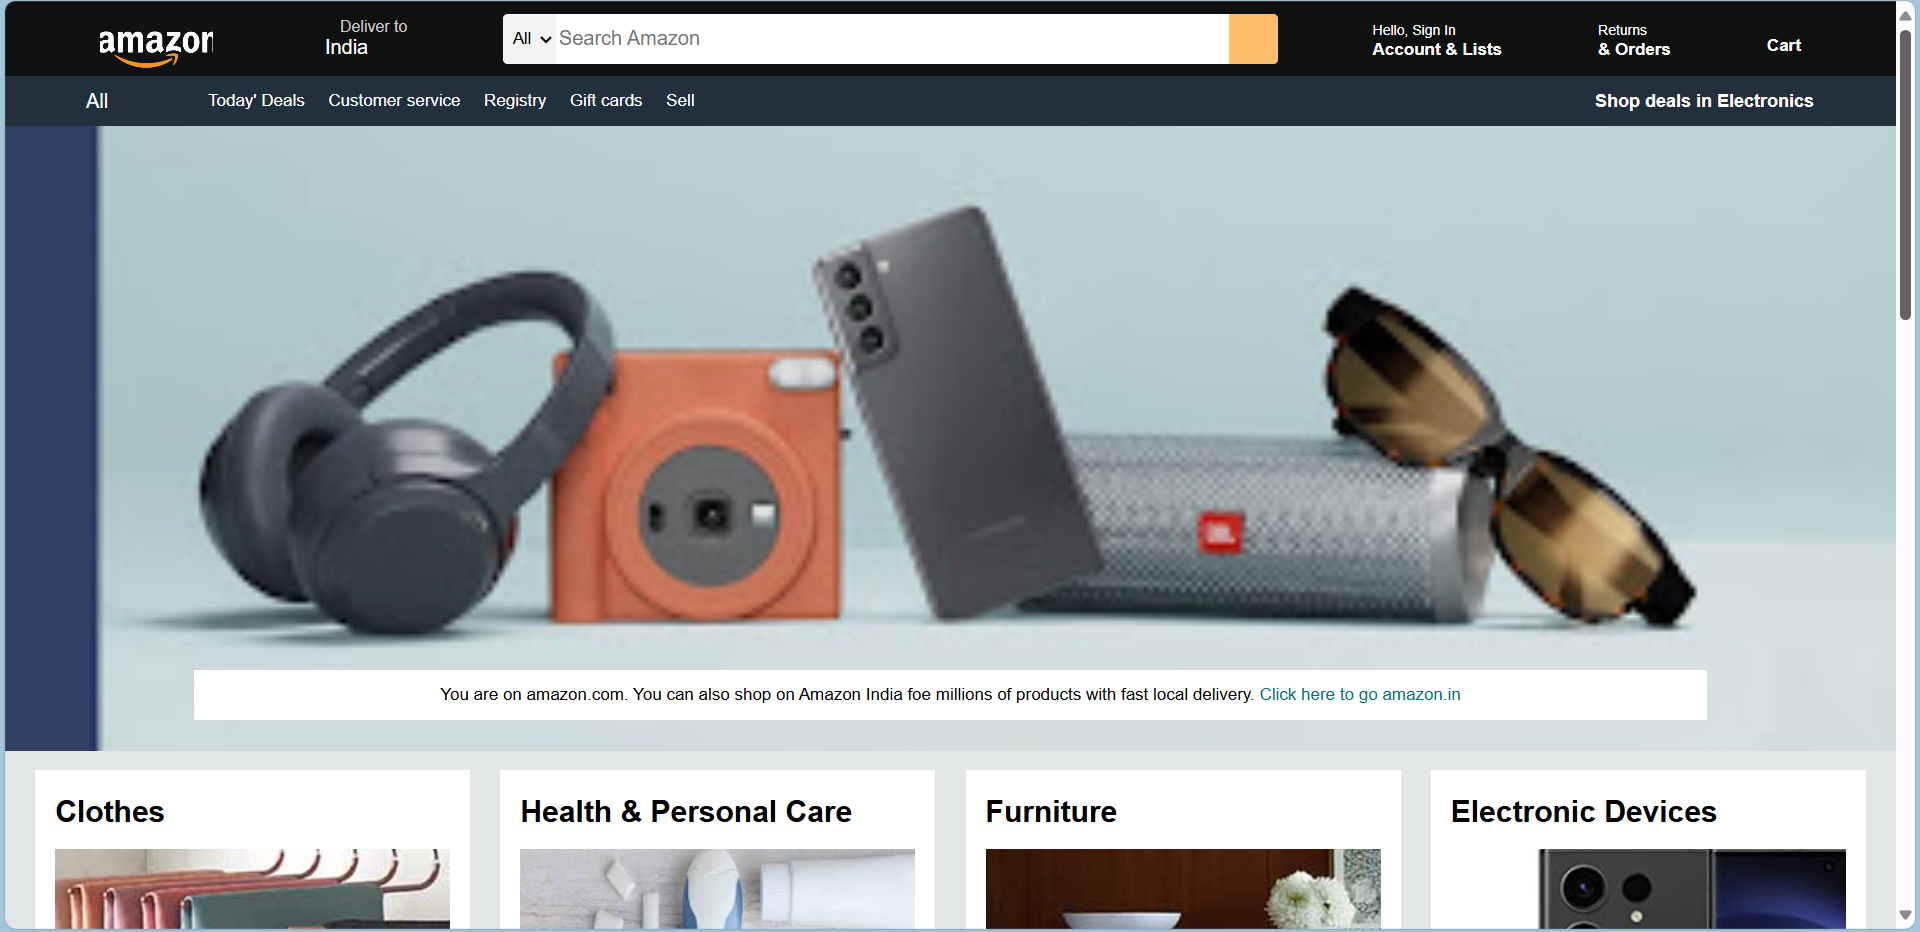 amazon
Deliver to
India
All
Search Amazon
Hello, Sign In
Account & Lists
Returns
& Orders
Cart
All
Today' Deals
Customer service
Registry
Gift cards
Sell
Shop deals in Electronics
JBL
You are on amazon.com. You can also shop on Amazon India foe millions of products with fast local delivery. Click here to go amazon.in
Clothes
Health & Personal Care
Furniture
Electronic Devices